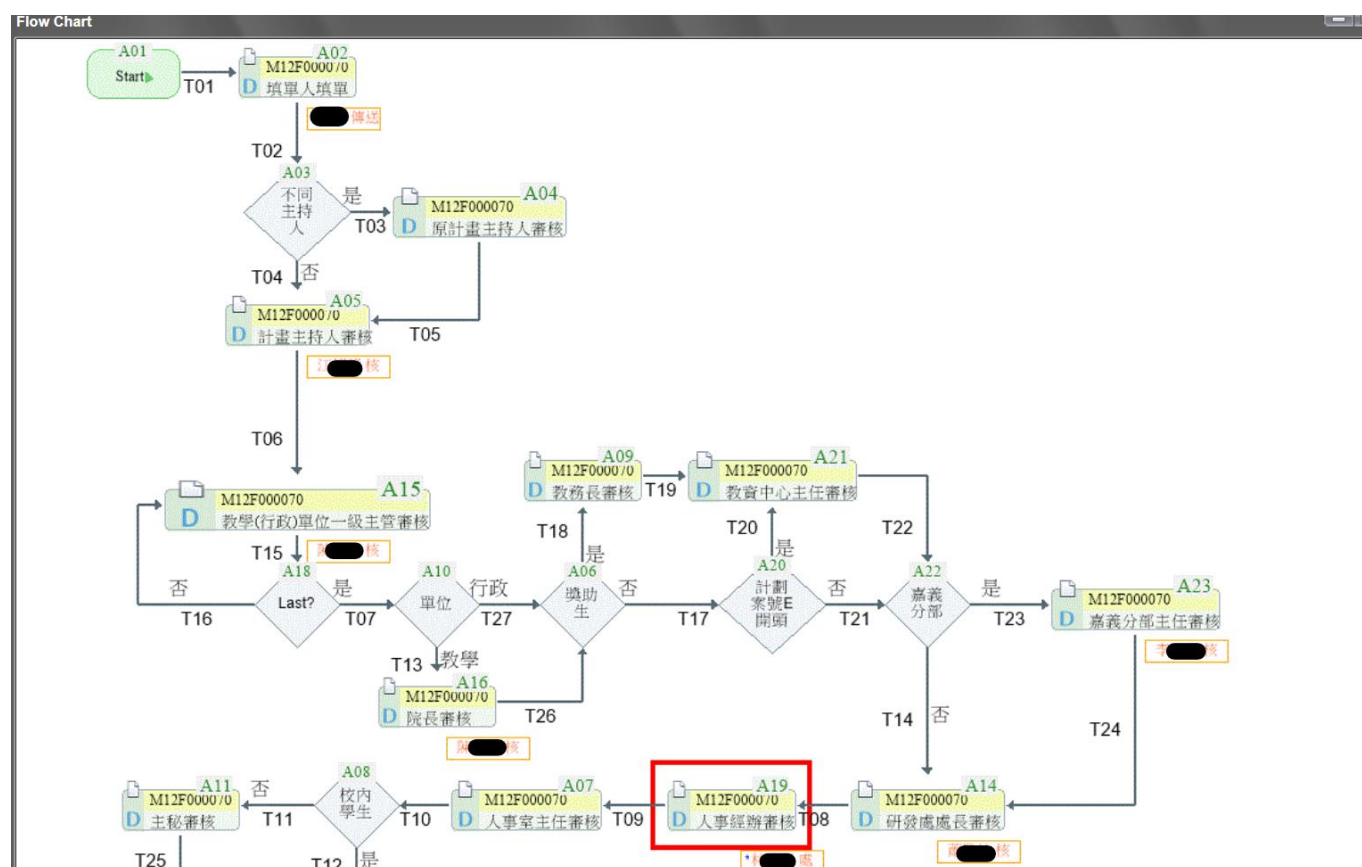 Flow Chart
A01
Start
T01
A02
M12F000070
D 填單人填單
傳送
T02
A03
不同
主持
人
是
T03
A04
M12F000070
D 原計畫主持人審核
T04
否
A05
M12F000070
D 計畫主持人審核
T05
江 核
T06
A15
M12F000070
D 教學(行政)單位一級主管審核
T15
核
A18
Last?
否
T16
是
T07
A10
單位
行政
T27
T13
教學
A16
M12F000070
D 院長審核
T26
核
A06
獎助
生
是
T18
A09
M12F000070
D 教務長審核
T19
A21
M12F000070
D 教資中心主任審核
否
T17
A20
計劃
案號E
開頭
是
T20
T22
否
T21
A22
嘉義
分部
是
T23
A23
M12F000070
D 嘉義分部主任審核
李 核
T24
T14
否
A14
M12F000070
D 研發處處長審核
核
T08
A19
M12F000070
D 人事經辦審核
處
T09
A07
M12F000070
D 人事室主任審核
T10
A08
校內
學生
否
T11
A11
M12F000070
D 主秘審核
T25
T12
是